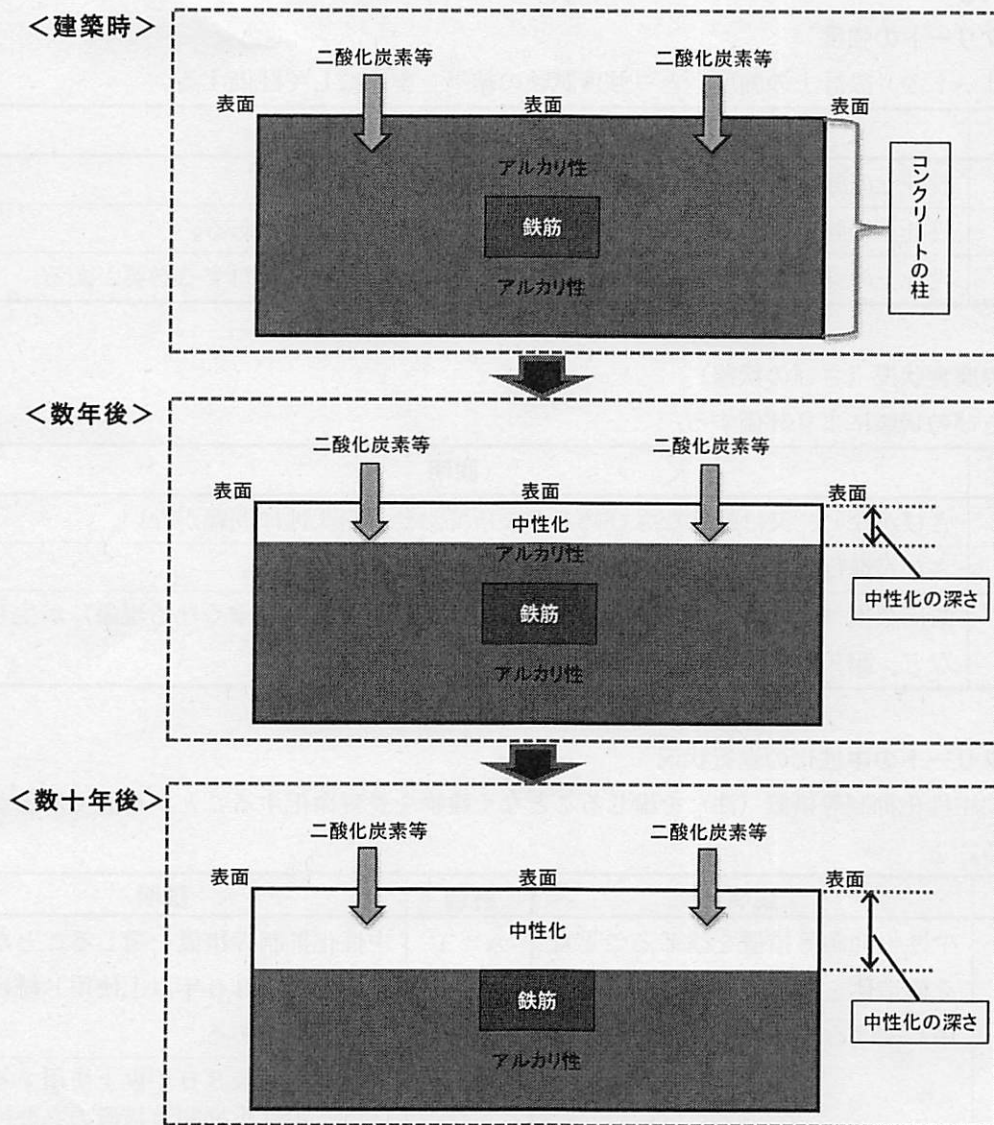 ＜建築時＞
二酸化炭素等
二酸化炭素等
表面
表面
表面
アルカリ性
鉄筋
アルカリ性
コンクリートの柱
＜数年後＞
二酸化炭素等
二酸化炭素等
表面
表面
表面
中性化
アルカリ性
鉄筋
アルカリ性
中性化の深さ
＜数十年後＞
二酸化炭素等
二酸化炭素等
表面
表面
表面
中性化
鉄筋
アルカリ性
中性化の深さ